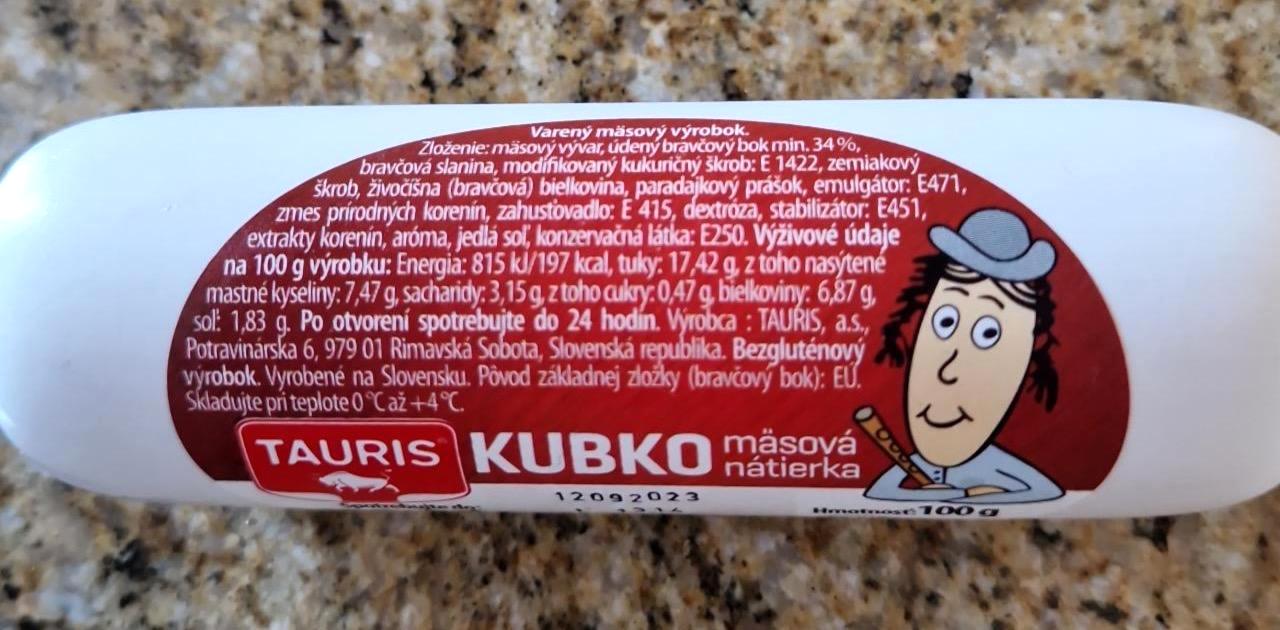 Varený mäsový výrobok.
Zloženie: mäsový vývar, údený bravčový bok min. 34 %,
bravčová slanina, modifikovaný kukuričný škrob: E 1422, zemiakový
škrob, živočíšna (bravčová) bielkovina, paradajkový prášok, emulgátor: E471,
zmes prírodných korenín, zahusťovadlo: E 415, dextróza, stabilizátor: E451,
extrakty korenín, aróma, jedlá soľ, konzervačná látka: E250. Výživové údaje
na 100 g výrobku: Energia: 815 kJ/197 kcal, tuky: 17,42 g, z toho nasýtené
mastné kyseliny: 7,47 g, sacharidy: 3,15 g, z toho cukry: 0,47 g, bielkoviny: 6,87 g,
soľ: 1,83 g. Po otvorení spotrebujte do 24 hodín. Výrobca : TAURIS, a.s.,
Potravinárska 6, 979 01 Rimavská Sobota, Slovenská republika. Bezgluténový
výrobok. Vyrobené na Slovensku. Pôvod základnej zložky (bravčový bok): EÚ.
Skladujte pri teplote 0 °C až +4 °C.
TAURIS KUBKO mäsová
nátierka
12092023
Spotrebujte do:
Hmotnosť: 100 g